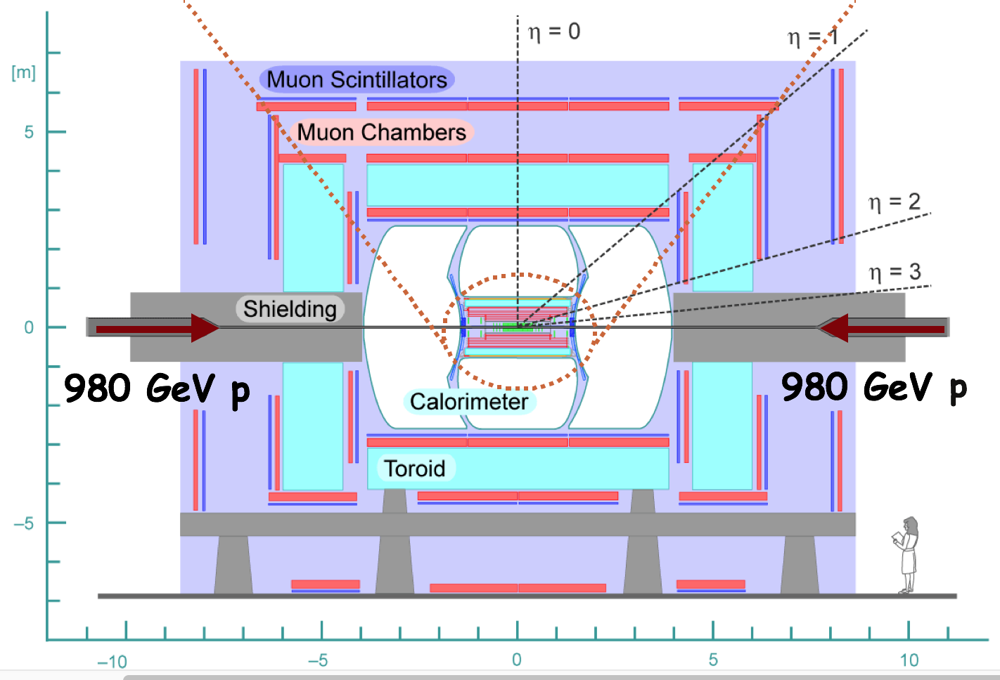 η = 0
η = 1
[m]
Muon Scintillators
5
Muon Chambers
η = 2
η = 3
Shielding
0
980 GeV p
980 GeV p
Calorimeter
Toroid
–5
–10
–5
0
5
10